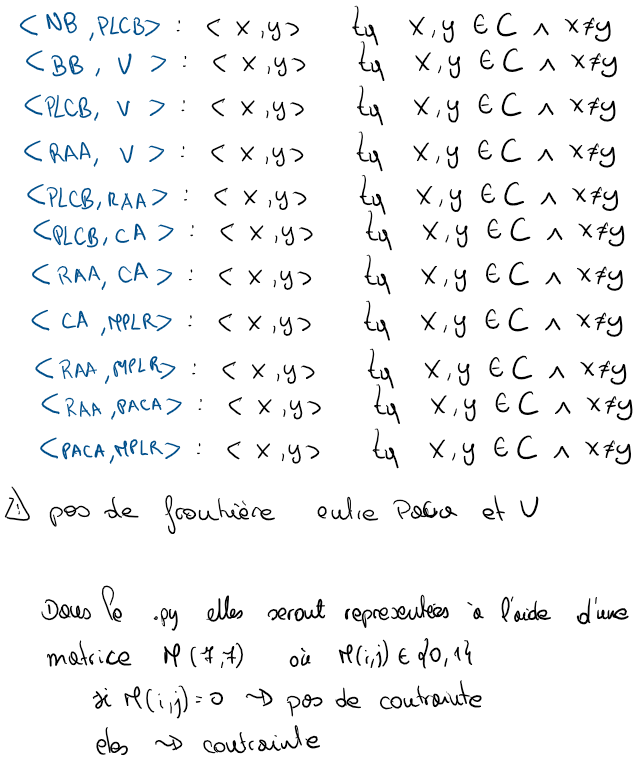 <NB, PLCB> : < x, y > tq x, y ∈ C ∧ x≠y
<BB, V > : < x, y > tq x, y ∈ C ∧ x≠y
<PLCB, V > : < x, y > tq x, y ∈ C ∧ x≠y
<RAA, V > : < x, y > tq x, y ∈ C ∧ x≠y
<PLCB, RAA> : < x, y > tq x, y ∈ C ∧ x≠y
<PLCB, CA > : < x, y > tq x, y ∈ C ∧ x≠y
<RAA, CA > : < x, y > tq x, y ∈ C ∧ x≠y
< CA, MPLR> : < x, y > tq x, y ∈ C ∧ x≠y
<RAA, MPLR> : < x, y > tq x, y ∈ C ∧ x≠y
<RAA, PACA> : < x, y > tq x, y ∈ C ∧ x≠y
<PACA, MPLR> : < x, y > tq x, y ∈ C ∧ x≠y
⚠ pas de frontière entre Paca et V
Dans le .py elles seront representées à l'aide d'une
matrice M(7,7) où M(i,j) ∈ {0,1}
si M(i,j)=0 ⇝ pas de contrainte
⇝ contrainte